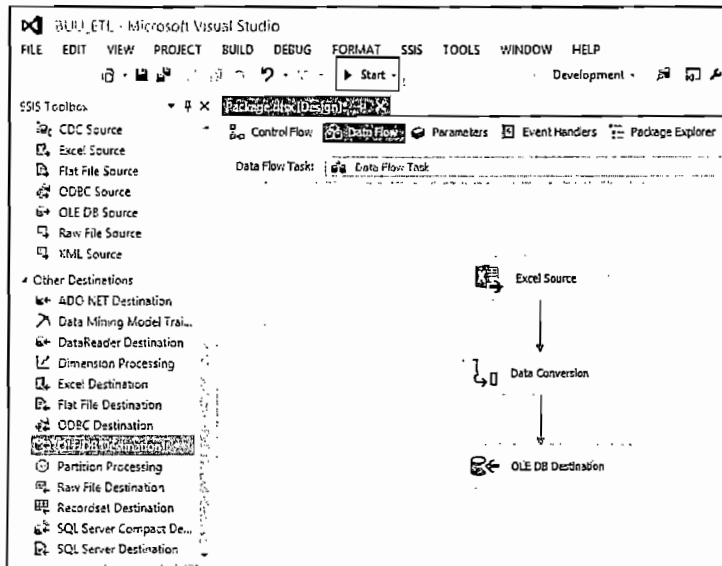 BUU_ETL - Microsoft Visual Studio
FILE EDIT VIEW PROJECT BUILD DEBUG FORMAT SSIS TOOLS WINDOW HELP
Start
Development
SSIS Toolbox
Package.dtsx [Design]*
CDC Source
Control Flow Data Flow Parameters Event Handlers Package Explorer
Excel Source
Flat File Source
Data Flow Task: Data Flow Task
ODBC Source
OLE DB Source
Raw File Source
XML Source
Other Destinations
ADO NET Destination
Data Mining Model Trai...
DataReader Destination
Dimension Processing
Excel Destination
Flat File Destination
ODBC Destination
OLE DB Destination
Partition Processing
Raw File Destination
Recordset Destination
SQL Server Compact De...
SQL Server Destination
Excel Source
Data Conversion
OLE DB Destination